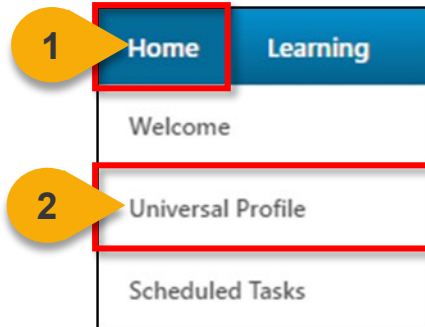 1 Home Learning
Welcome
2 Universal Profile
Scheduled Tasks